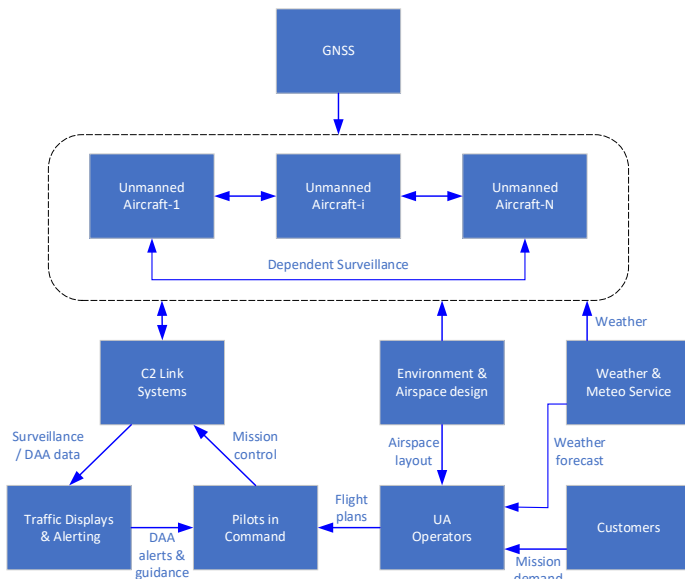 GNSS
Unmanned
Aircraft-1
Unmanned
Aircraft-i
Unmanned
Aircraft-N
Dependent Surveillance
Weather
C2 Link
Systems
Environment &
Airspace design
Weather &
Meteo Service
Surveillance
/ DAA data
Mission
control
Airspace
layout
Weather
forecast
Traffic Displays
& Alerting
DAA
alerts &
guidance
Pilots in
Command
Flight
plans
UA
Operators
Customers
Mission
demand